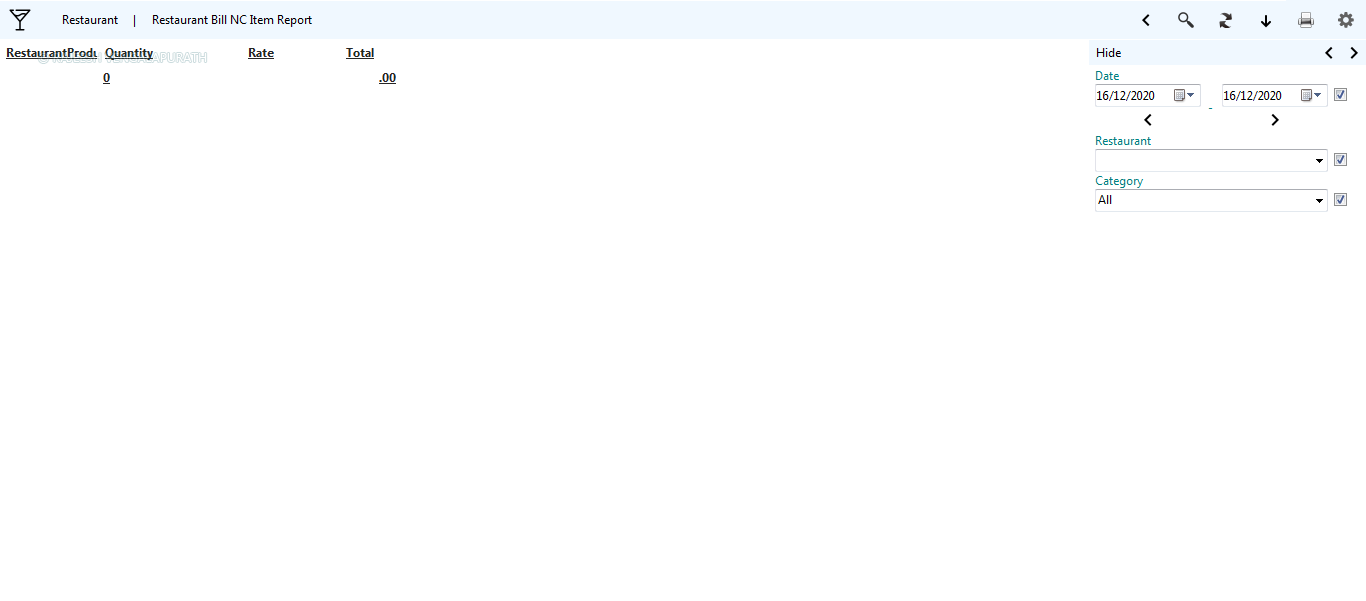 Restaurant | Restaurant Bill NC Item Report
RestaurantProdu Quantity Rate Total
0 .00
Hide
Date
16/12/2020 - 16/12/2020
Restaurant
Category
All